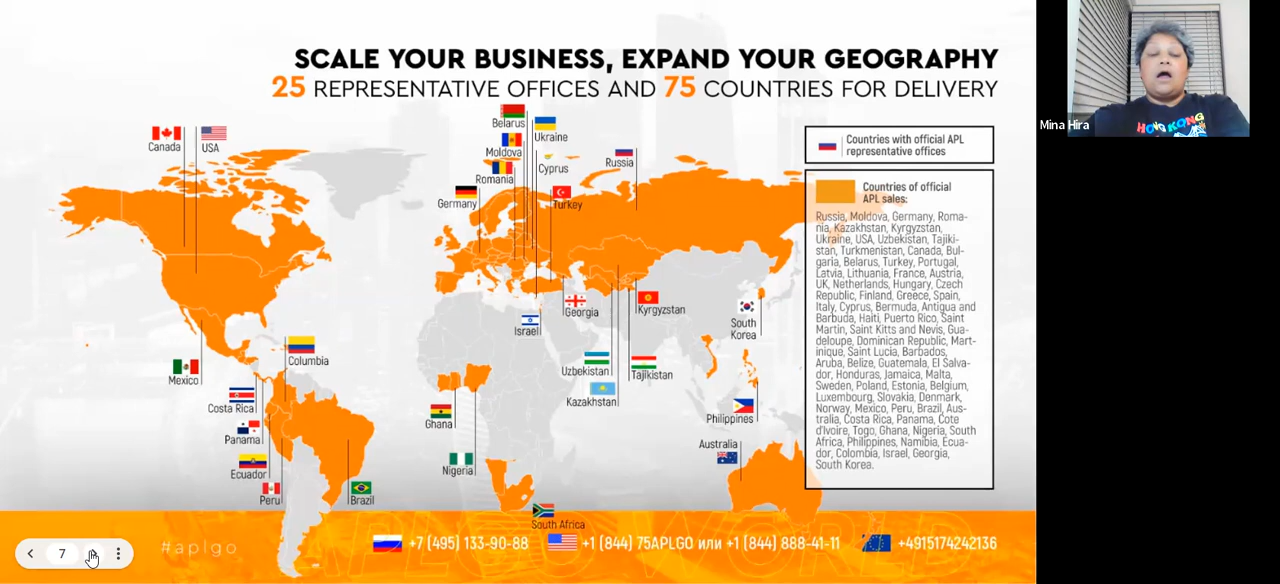 SCALE YOUR BUSINESS, EXPAND YOUR GEOGRAPHY
25 REPRESENTATIVE OFFICES AND 75 COUNTRIES FOR DELIVERY
Canada
USA
Belarus
Ukraine
Moldova
Cyprus
Romania
Russia
Germany
Turkey
Georgia
Israel
Kyrgyzstan
South
Korea
Uzbekistan
Tajikistan
Kazakhstan
Columbia
Mexico
Costa Rica
Panama
Ecuador
Peru
Brazil
Ghana
Nigeria
South Africa
Philippines
Australia
Countries with official APL
representative offices
Countries of official
APL sales:
Russia, Moldova, Germany, Roma-
nia, Kazakhstan, Kyrgyzstan,
Ukraine, USA, Uzbekistan, Tajiki-
stan, Turkmenistan, Canada, Bul-
garia, Belarus, Turkey, Portugal,
Latvia, Lithuania, France, Austria,
UK, Netherlands, Hungary, Czech
Republic, Finland, Greece, Spain,
Italy, Cyprus, Bermuda, Antigua and
Barbuda, Haiti, Puerto Rico, Saint
Martin, Saint Kitts and Nevis, Gua-
deloupe, Dominican Republic, Mart-
inique, Saint Lucia, Barbados,
Aruba, Belize, Guatemala, El Salva-
dor, Honduras, Jamaica, Malta,
Sweden, Poland, Estonia, Belgium,
Luxembourg, Slovakia, Denmark,
Norway, Mexico, Peru, Brazil, Aus-
tralia, Costa Rica, Panama, Cote
d'Ivoire, Togo, Ghana, Nigeria, South
Africa, Philippines, Namibia, Ecua-
dor, Colombia, Israel, Georgia,
South Korea.
#aplgo
+7 (495) 133-90-88
+1 (844) 75APLGO или +1 (844) 888-41-11
+4915174242136
APLGO WORLD
7
Mina Hira
HONG KONG